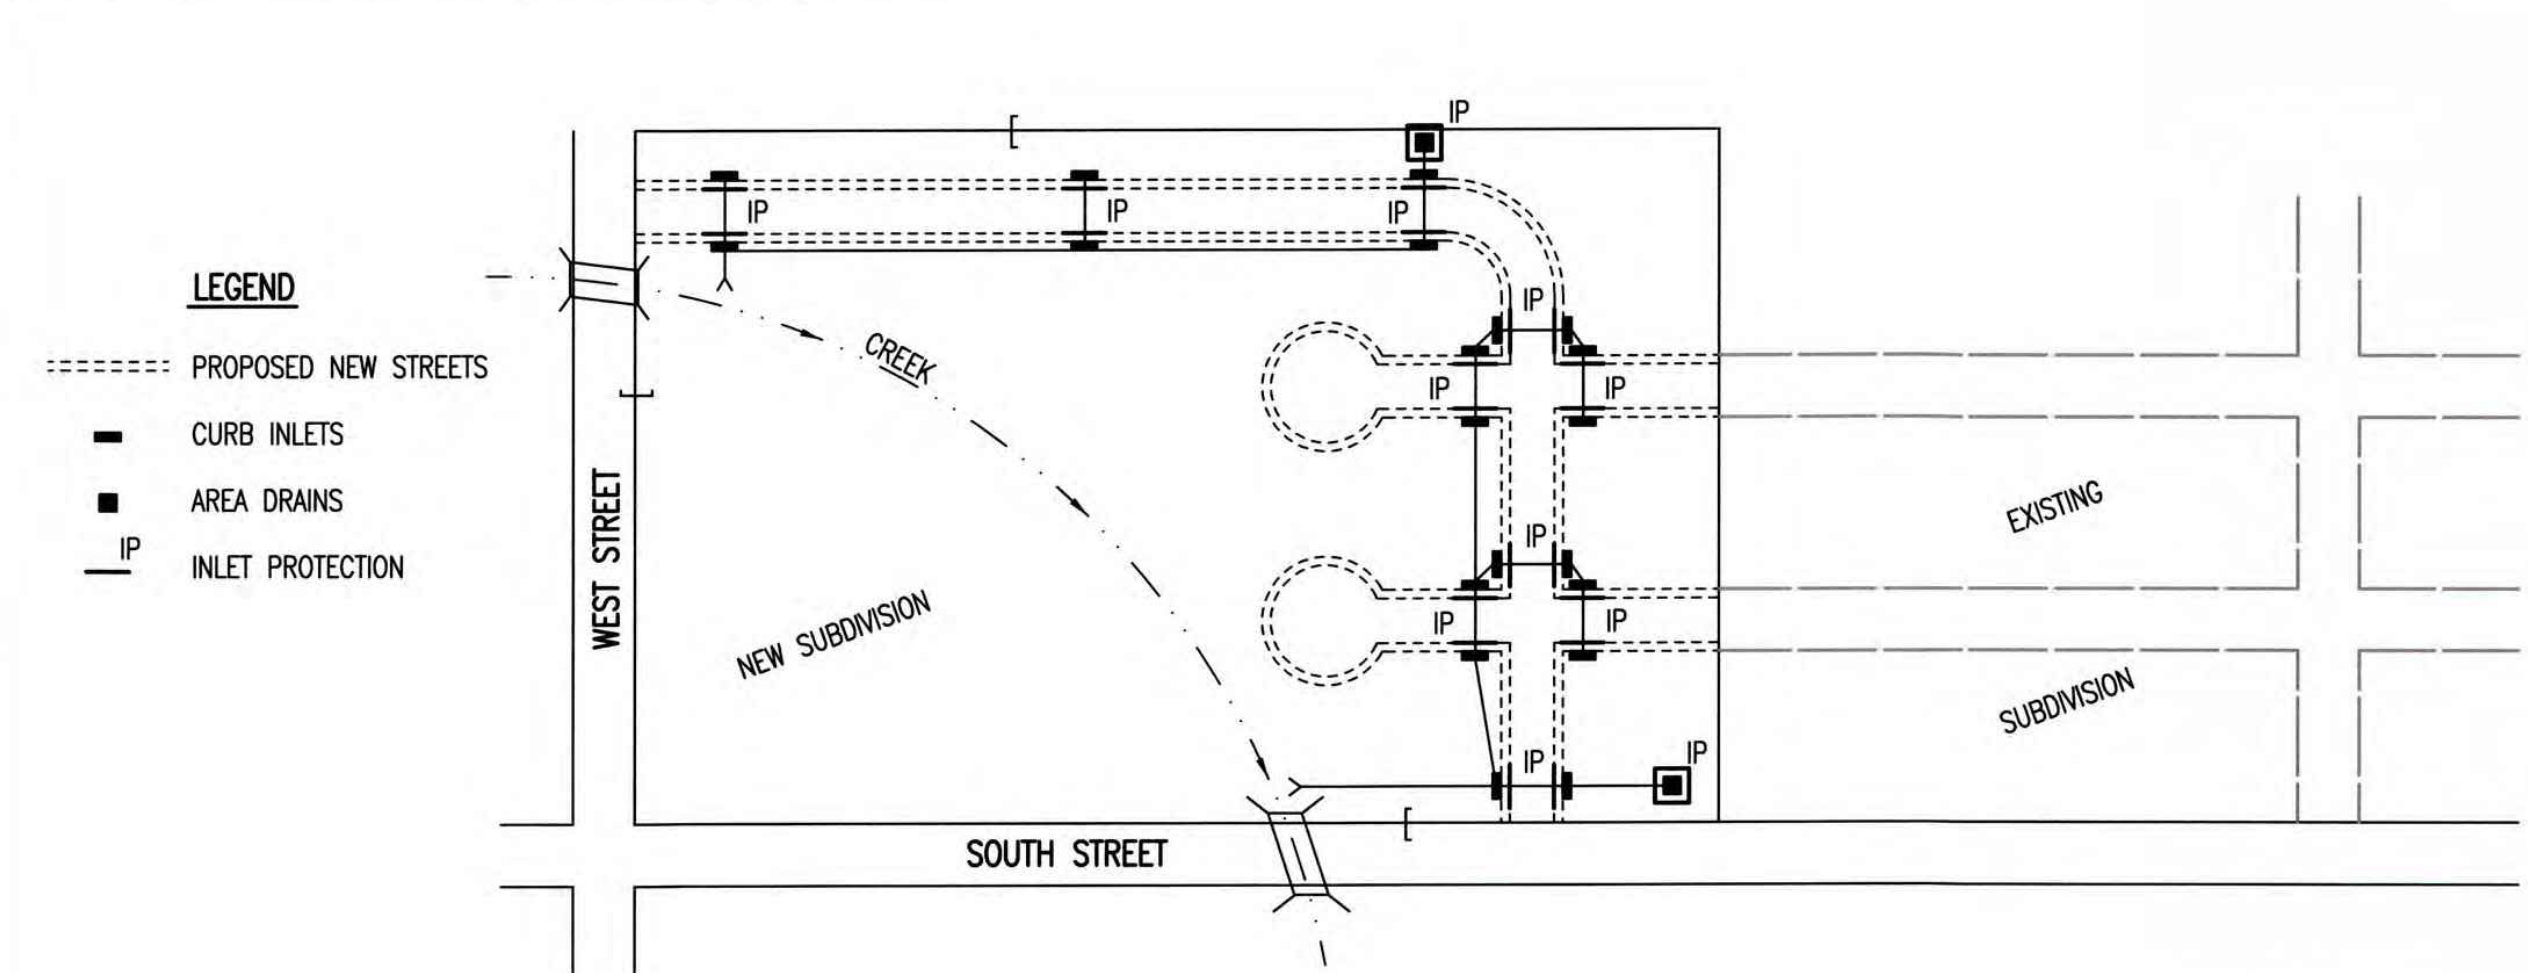 IP
IP
IP
IP
LEGEND
PROPOSED NEW STREETS
CURB INLETS
AREA DRAINS
IP
INLET PROTECTION
WEST STREET
CREEK
NEW SUBDIVISION
IP
IP
IP
IP
IP
IP
IP
IP
EXISTING
SUBDIVISION
SOUTH STREET